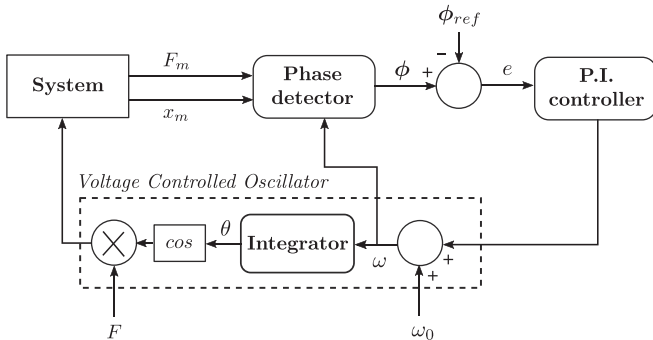 System
F_m
x_m
Phase
detector
ϕ
+
-
ϕ_ref
e
P.I.
controller
Voltage Controlled Oscillator
cos
θ
Integrator
ω
+
+
F
ω_0